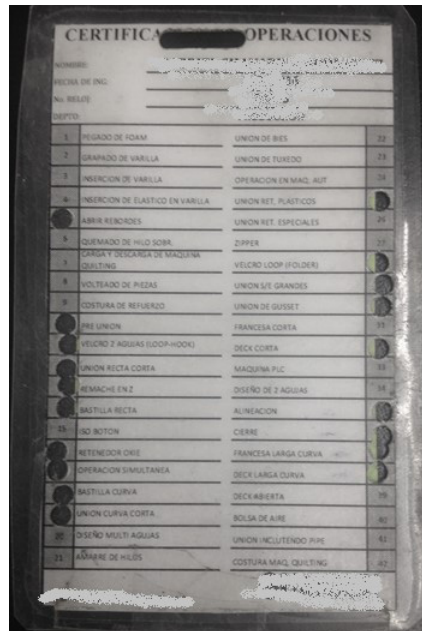 CERTIFICA OPERACIONES
NOMBRE:
FECHA DE ING:
No. RELOJ:
DEPTO:
1 PEGADO DE FOAM UNION DE BIES 22
2 GRAPADO DE VARILLA UNION DE TUXEDO 23
3 INSERCION DE VARILLA OPERACION EN MAQ. AUT 24
4 INSERCION DE ELASTICO EN VARILLA UNION RET. PLASTICOS
ABRIR REBORDES UNION RET. ESPECIALES 26
6 QUEMADO DE HILO SOBR. ZIPPER 27
7 CARGA Y DESCARGA DE MAQUINA QUILTING VELCRO LOOP (FOLDER)
8 VOLTEADO DE PIEZAS UNION S/E GRANDES
9 COSTURA DE REFUERZO UNION DE GUSSET
PRE UNION FRANCESA CORTA 31
VELCRO 2 AGUJAS (LOOP-HOOK) DECK CORTA
UNION RECTA CORTA MAQUINA PLC 33
REMACHE EN Z DISEÑO DE 2 AGUJAS 34
BASTILLA RECTA ALINEACION
15 ISO BOTON CIERRE
RETENEDOR ORIE FRANCESA LARGA CURVA
OPERACION SIMULTANEA DECK LARGA CURVA
BASTILLA CURVA DECK ABIERTA 39
UNION CURVA CORTA BOLSA DE AIRE 40
20 DISEÑO MULTI AGUJAS UNION INCLUYENDO PIPE 41
21 AMARRE DE HILOS COSTURA MAQ. QUILTING 42